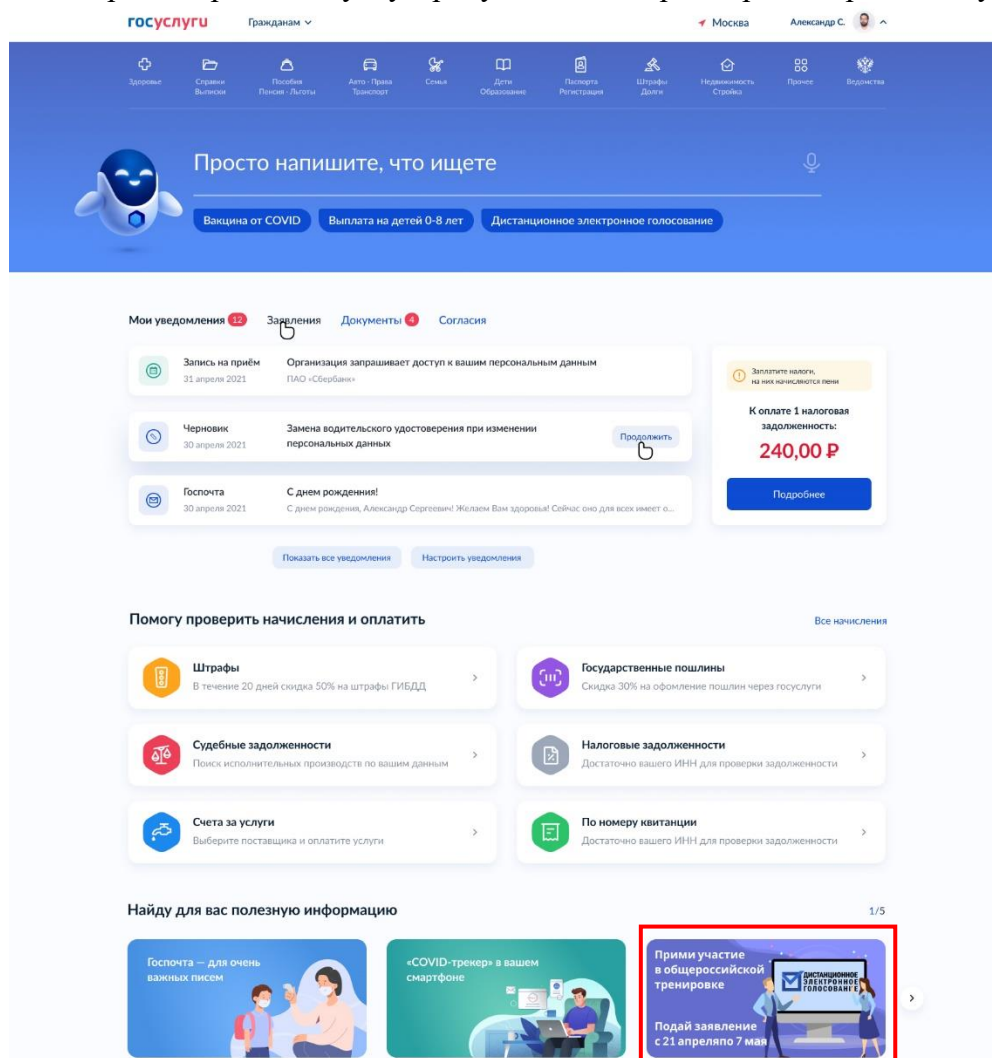 госуслуги
Гражданам
Москва
Александр С.
Здоровье
Справки
Выписки
Пособия
Пенсия · Льготы
Авто · Права
Транспорт
Семья
Дети
Образование
Паспорта
Регистрация
Штрафы
Долги
Недвижимость
Стройка
Прочее
Ведомства
Просто напишите, что ищете
Вакцина от COVID
Выплата на детей 0-8 лет
Дистанционное электронное голосование
Мои уведомления 12
Заявления
Документы 4
Согласия
Запись на приём
31 апреля 2021
Организация запрашивает доступ к вашим персональным данным
ПАО «Сбербанк»
Черновик
30 апреля 2021
Замена водительского удостоверения при изменении
персональных данных
Продолжить
Госпочта
30 апреля 2021
С днем рожденния!
С днем рождения, Александр Сергеевич! Желаем Вам здоровья! Сейчас оно для всех имеет о...
Заплатите налоги,
на них начисляются пени
К оплате 1 налоговая
задолженность:
240,00 ₽
Подробнее
Показать все уведомления
Настроить уведомления
Помогу проверить начисления и оплатить
Все начисления
Штрафы
В течение 20 дней скидка 50% на штрафы ГИБДД
Государственные пошлины
Скидка 30% на офомление пошлин через госуслуги
Судебные задолженности
Поиск исполнительных производств по вашим данным
Налоговые задолженности
Достаточно вашего ИНН для проверки задолженности
Счета за услуги
Выберите поставщика и оплатите услуги
По номеру квитанции
Достаточно вашего ИНН для проверки задолженности
Найду для вас полезную информацию
1/5
Госпочта — для очень
важных писем
«COVID-трекер» в вашем
смартфоне
Прими участие
в общероссийской
тренировке
Подай заявление
с 21 апреляпо 7 мая
ДИСТАНЦИОННОЕ
ЭЛЕКТРОННОЕ
ГОЛОСОВАНИЕ